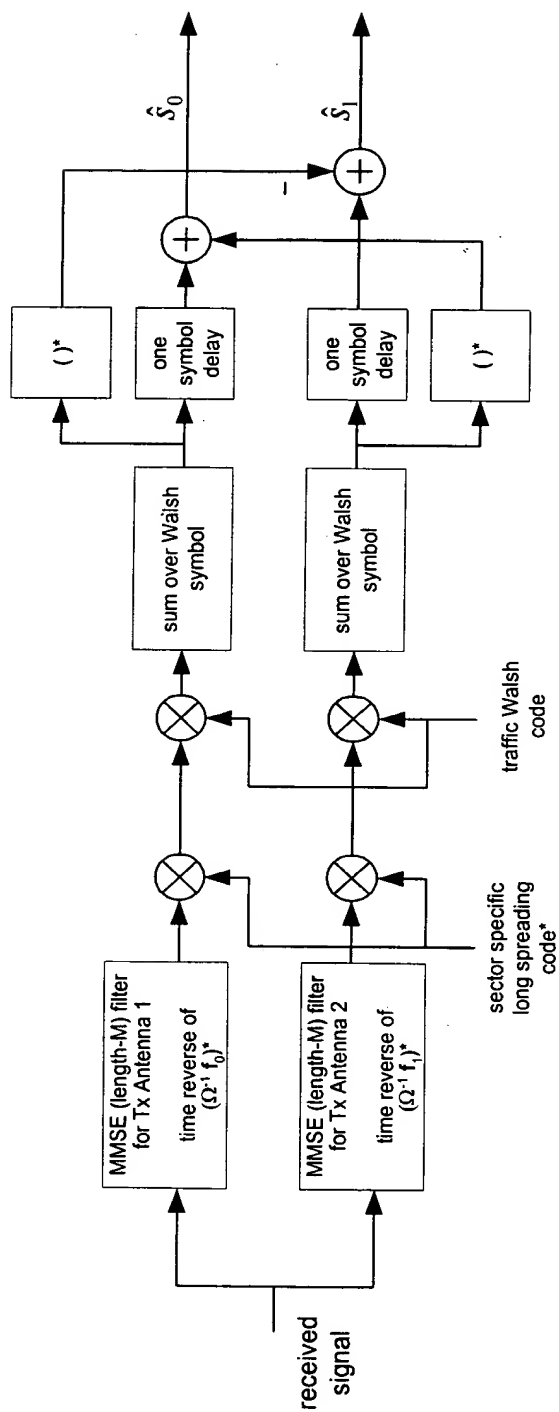 received
signal
MMSE (length-M) filter
for Tx Antenna 1
time reverse of
(Ω⁻¹ f₀)*
MMSE (length-M) filter
for Tx Antenna 2
time reverse of
(Ω⁻¹ f₁)*
sector specific
long spreading
code*
traffic Walsh
code
sum over Walsh
symbol
sum over Walsh
symbol
( )*
one
symbol
delay
one
symbol
delay
( )*
+
−
+
ŝ₀
ŝ₁